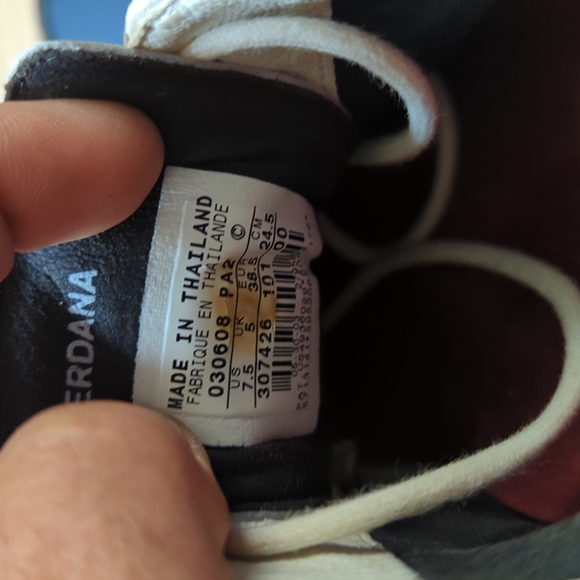 ERDANA
MADE IN THAILAND
FABRIQUE EN THAILANDE
030608 PA2 ©
US UK EUR CM
7.5 5 38.5 24.5
307426 101 00